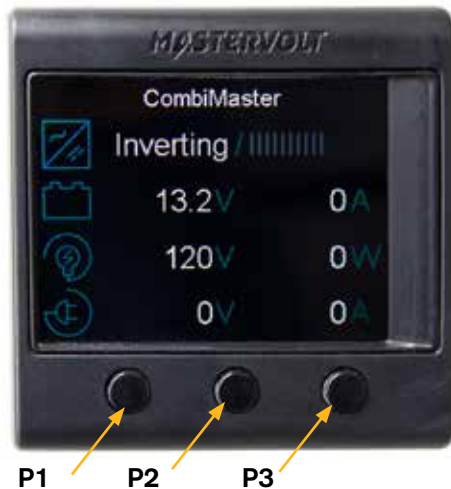 MASTERVOLT
CombiMaster
Inverting
13.2V 0A
120V 0W
0V 0A
P1 P2 P3